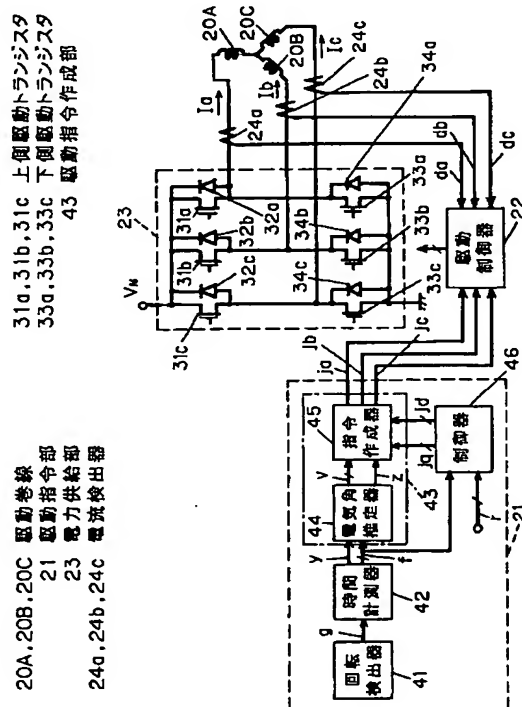 20A,20B,20C 駆動巻線
21 駆動指令部
23 電力供給部
24a,24b,24c 電流検出器
31a,31b,31c 上側駆動トランジスタ
33a,33b,33c 下側駆動トランジスタ
43 駆動指令作成部
20A
20C
20B
Ia
Ib
Ic
24a
24b
24c
34a
23
VM
31a
32a
33a
31b
32b
34b
33b
32c
34c
33c
31c
da
db
dc
駆動
制御器
22
ja
jb
jc
45
指令
作成器
46
制御器
jd
jq
v
z
43
r
21
44
電気角
推定器
y
f
時間
計測器
42
g
回転
検出器
41